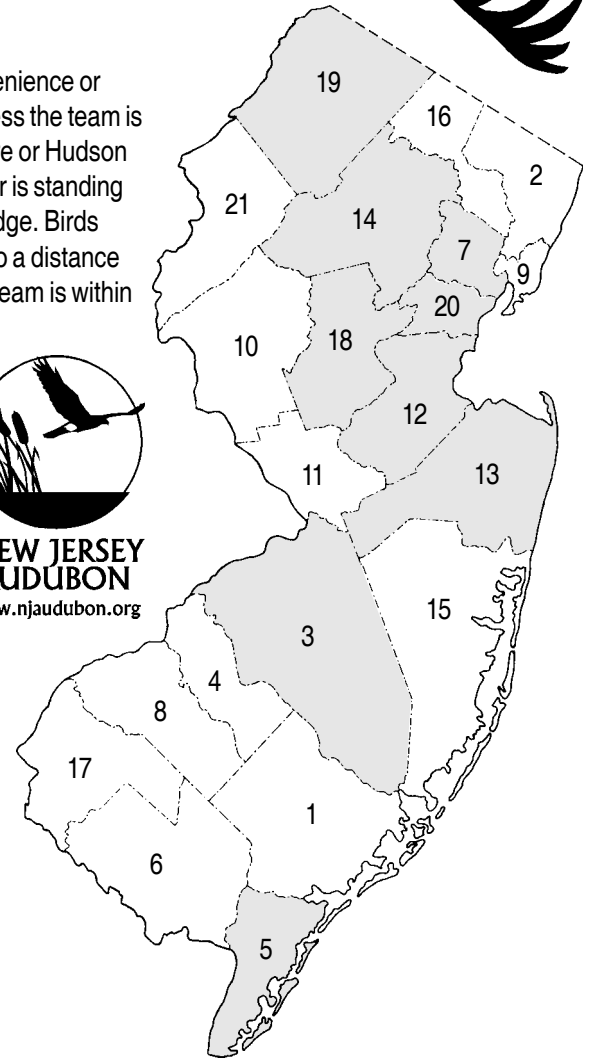 enience or
ess the team is
e or Hudson
r is standing
dge. Birds
o a distance
eam is within
EW JERSEY
UDUBON
w.njaudubon.org
19
16
2
21
14
7
9
20
10
18
12
11
13
15
3
4
8
17
1
6
5